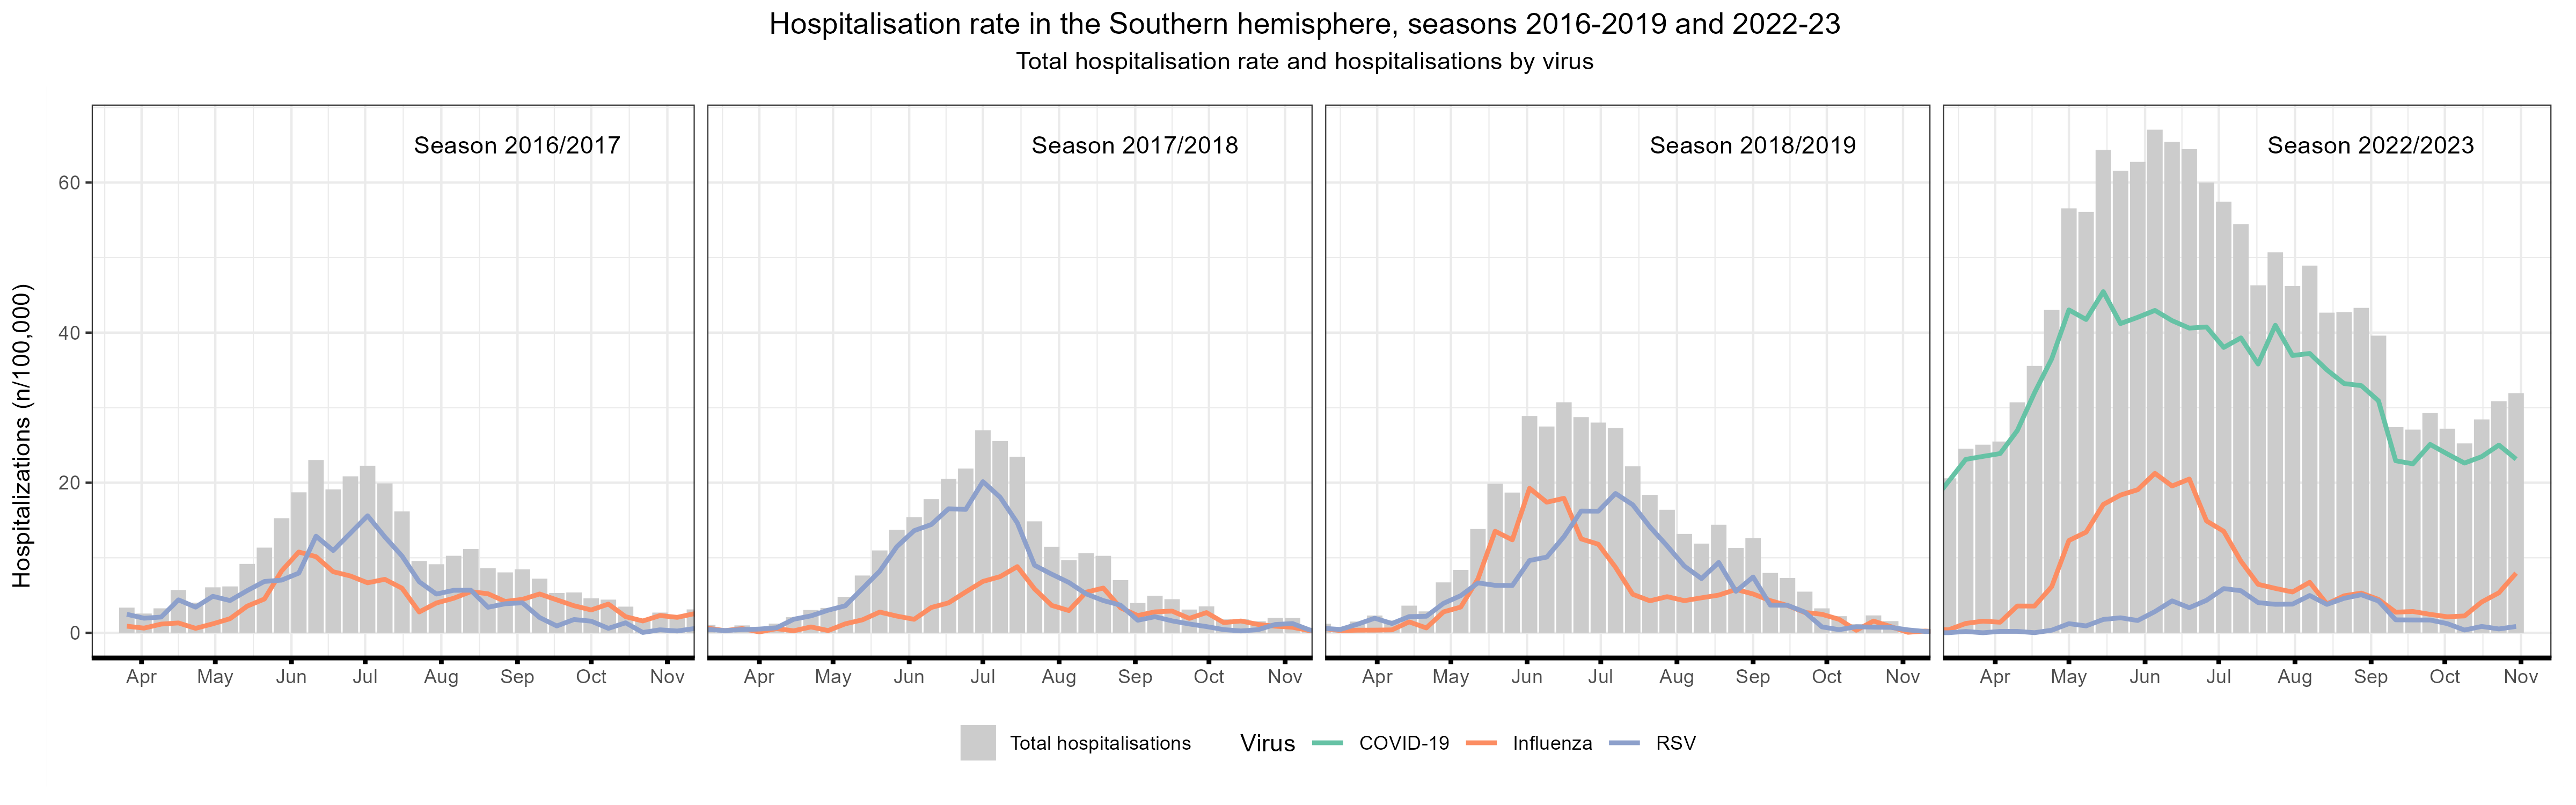 Hospitalisation rate in the Southern hemisphere, seasons 2016-2019 and 2022-23
Total hospitalisation rate and hospitalisations by virus
Hospitalizations (n/100,000)
60
40
20
0
Season 2016/2017
Season 2017/2018
Season 2018/2019
Season 2022/2023
Apr May Jun Jul Aug Sep Oct Nov
Apr May Jun Jul Aug Sep Oct Nov
Apr May Jun Jul Aug Sep Oct Nov
Apr May Jun Jul Aug Sep Oct Nov
Total hospitalisations Virus COVID-19 Influenza RSV